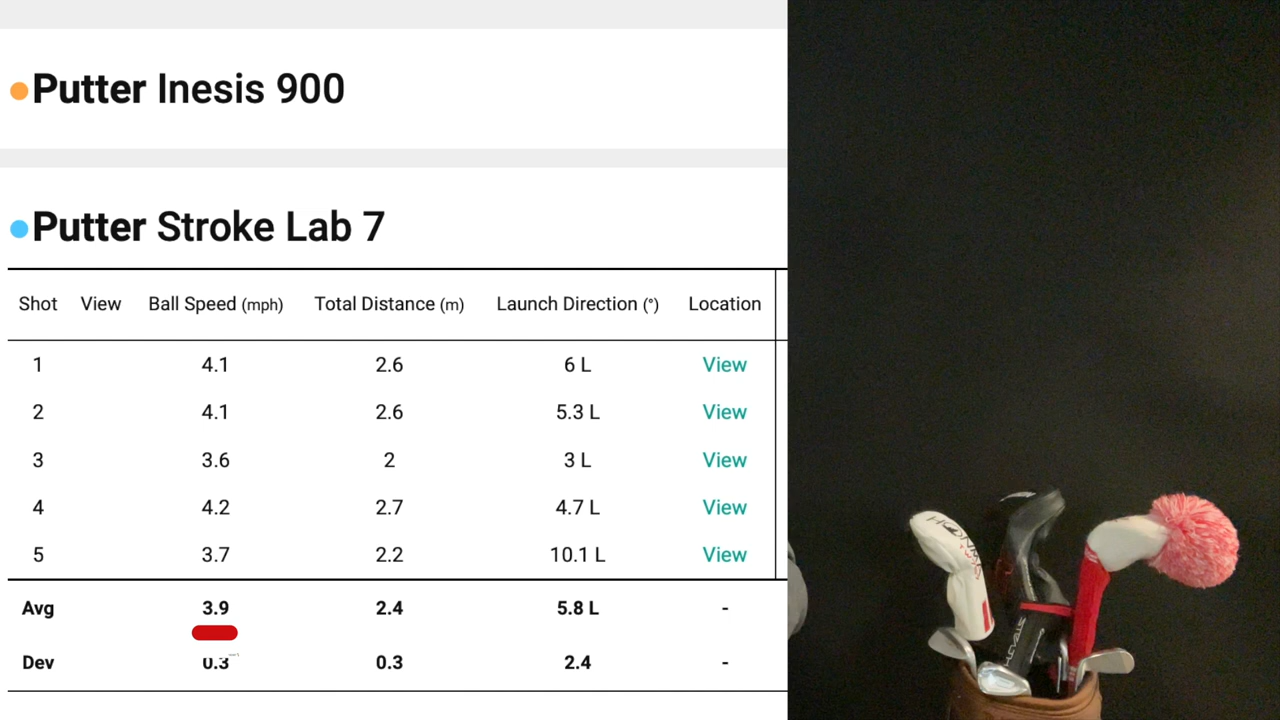 Putter Inesis 900
Putter Stroke Lab 7
Shot View Ball Speed (mph) Total Distance (m) Launch Direction (°) Location
1 4.1 2.6 6 L View
2 4.1 2.6 5.3 L View
3 3.6 2 3 L View
4 4.2 2.7 4.7 L View
5 3.7 2.2 10.1 L View
Avg 3.9 2.4 5.8 L -
Dev 0.3 0.3 2.4 -
HONMA